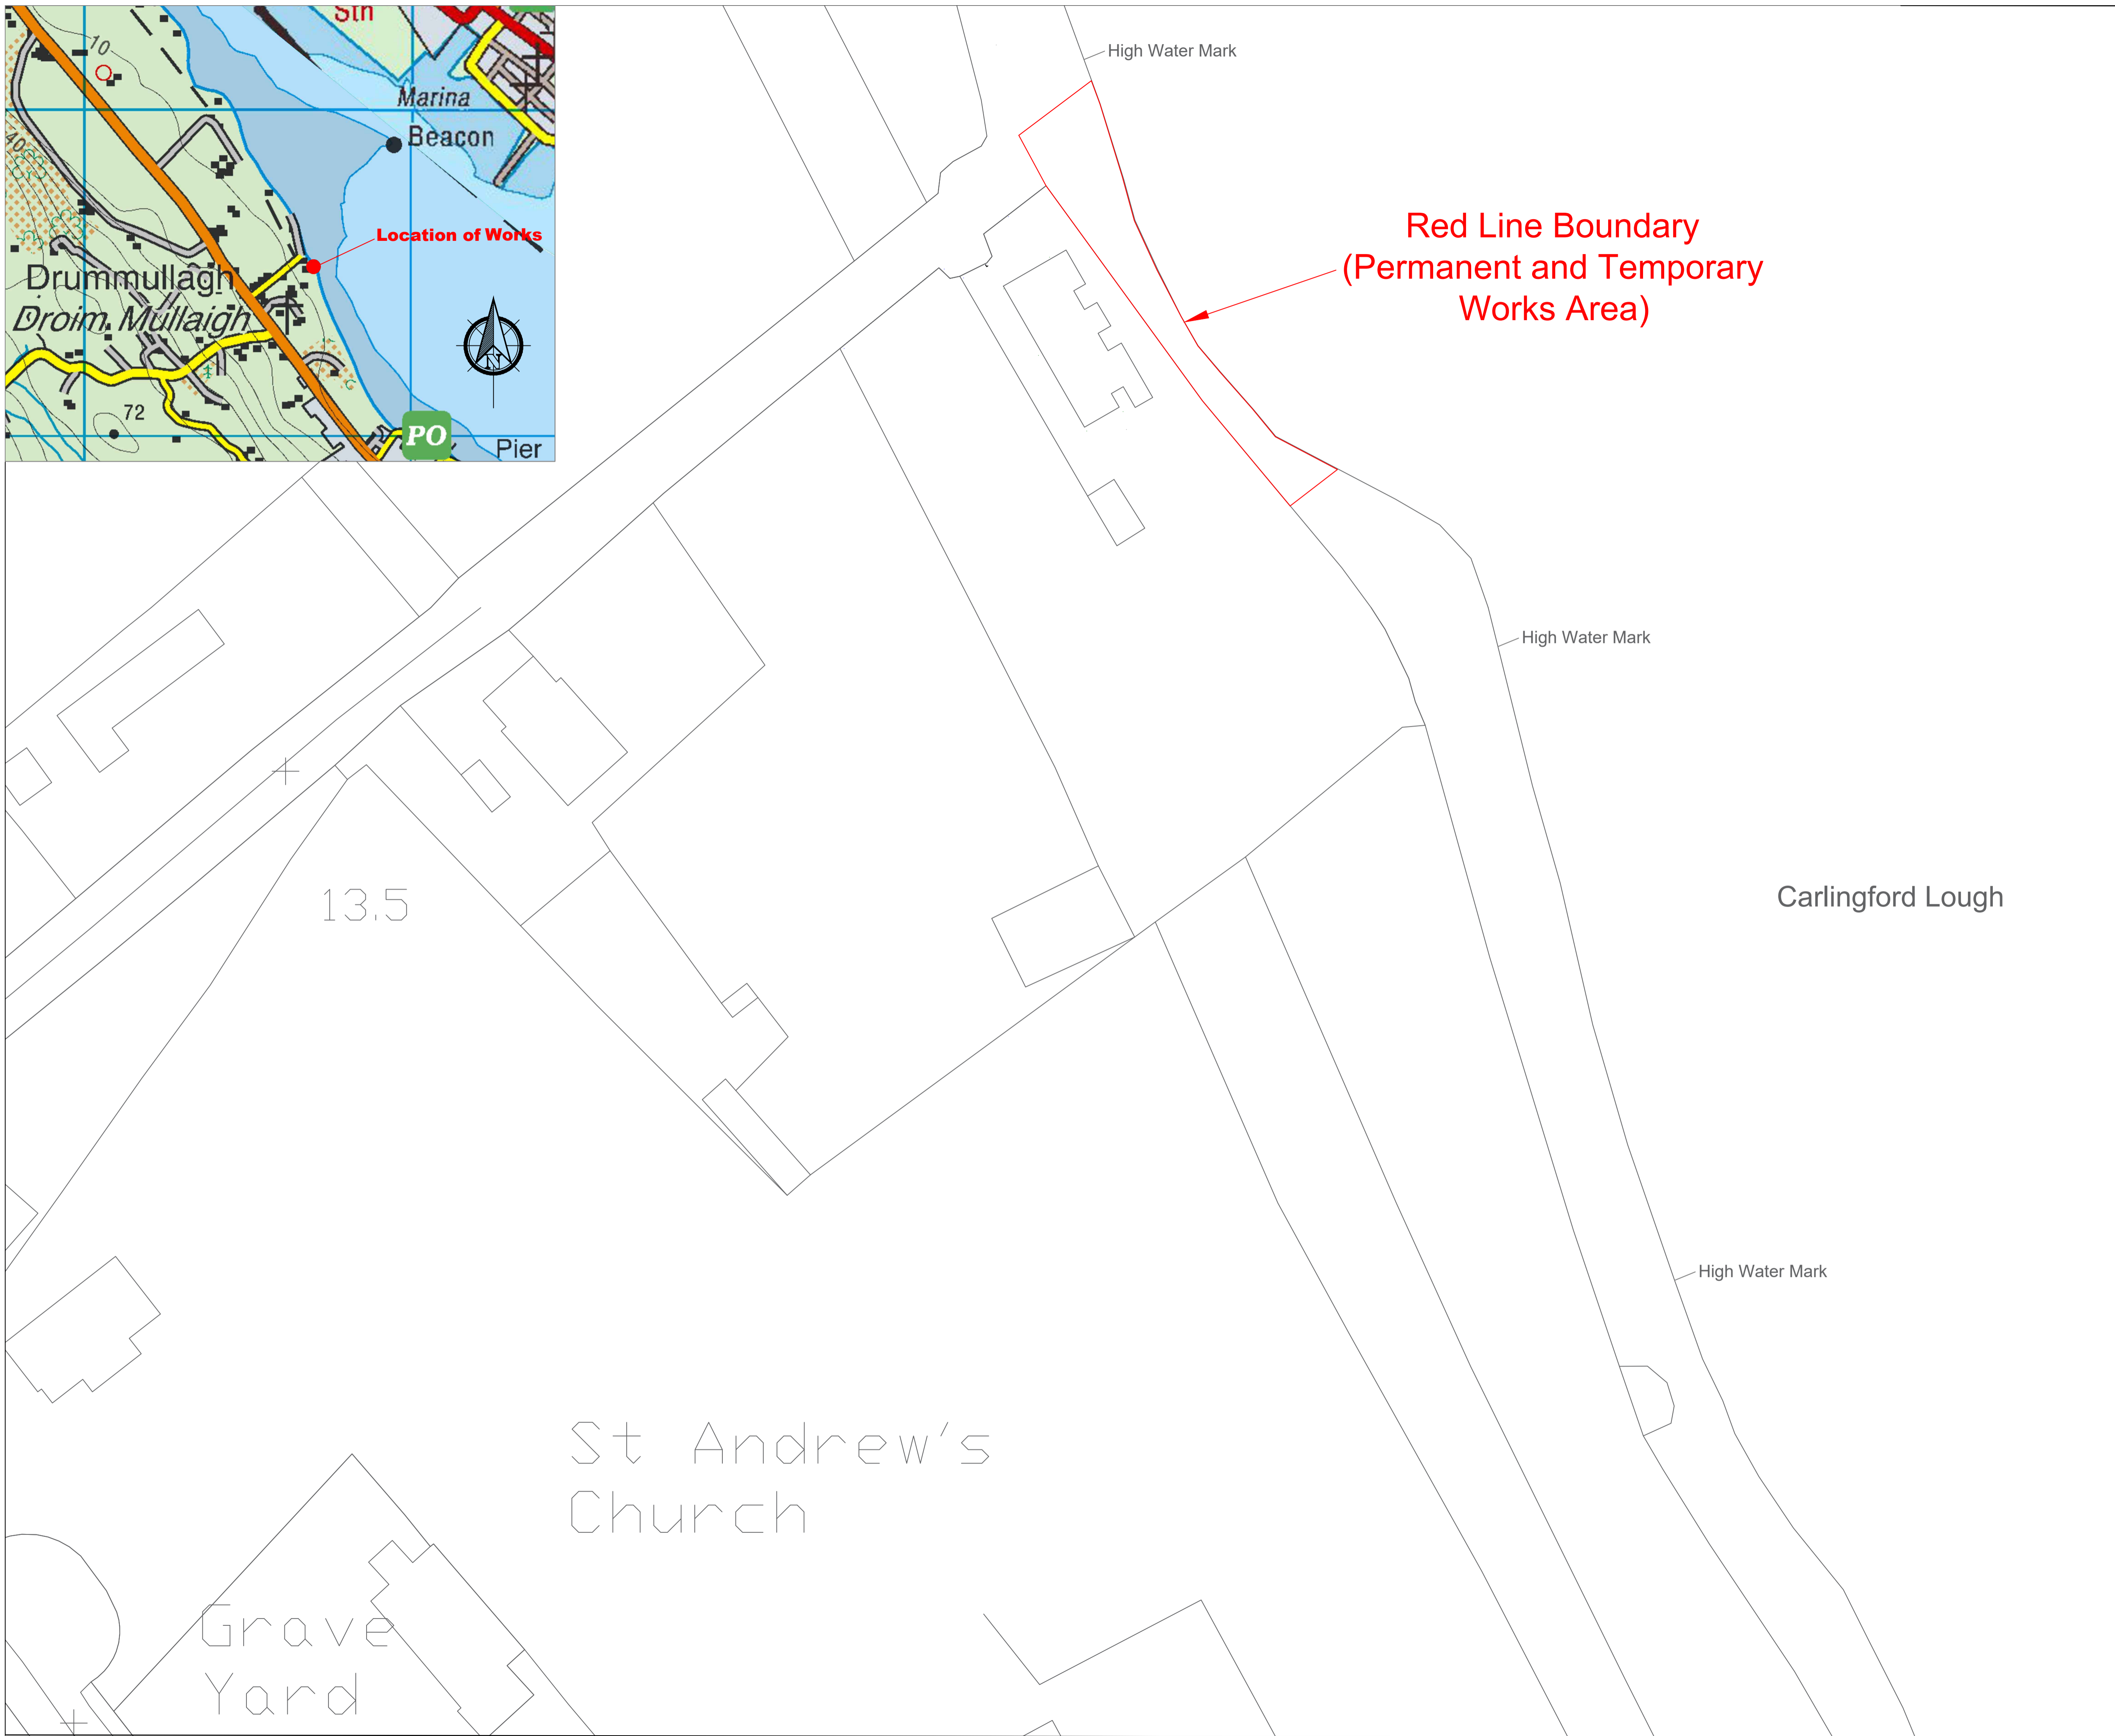 Stn
10
Marina
Beacon
40
Location of Works
Drummullagh
Droim Mullaigh
N
72
PO
Pier
High Water Mark
Red Line Boundary
(Permanent and Temporary
Works Area)
High Water Mark
13.5
Carlingford Lough
High Water Mark
St Andrew's
Church
Grave
Yard